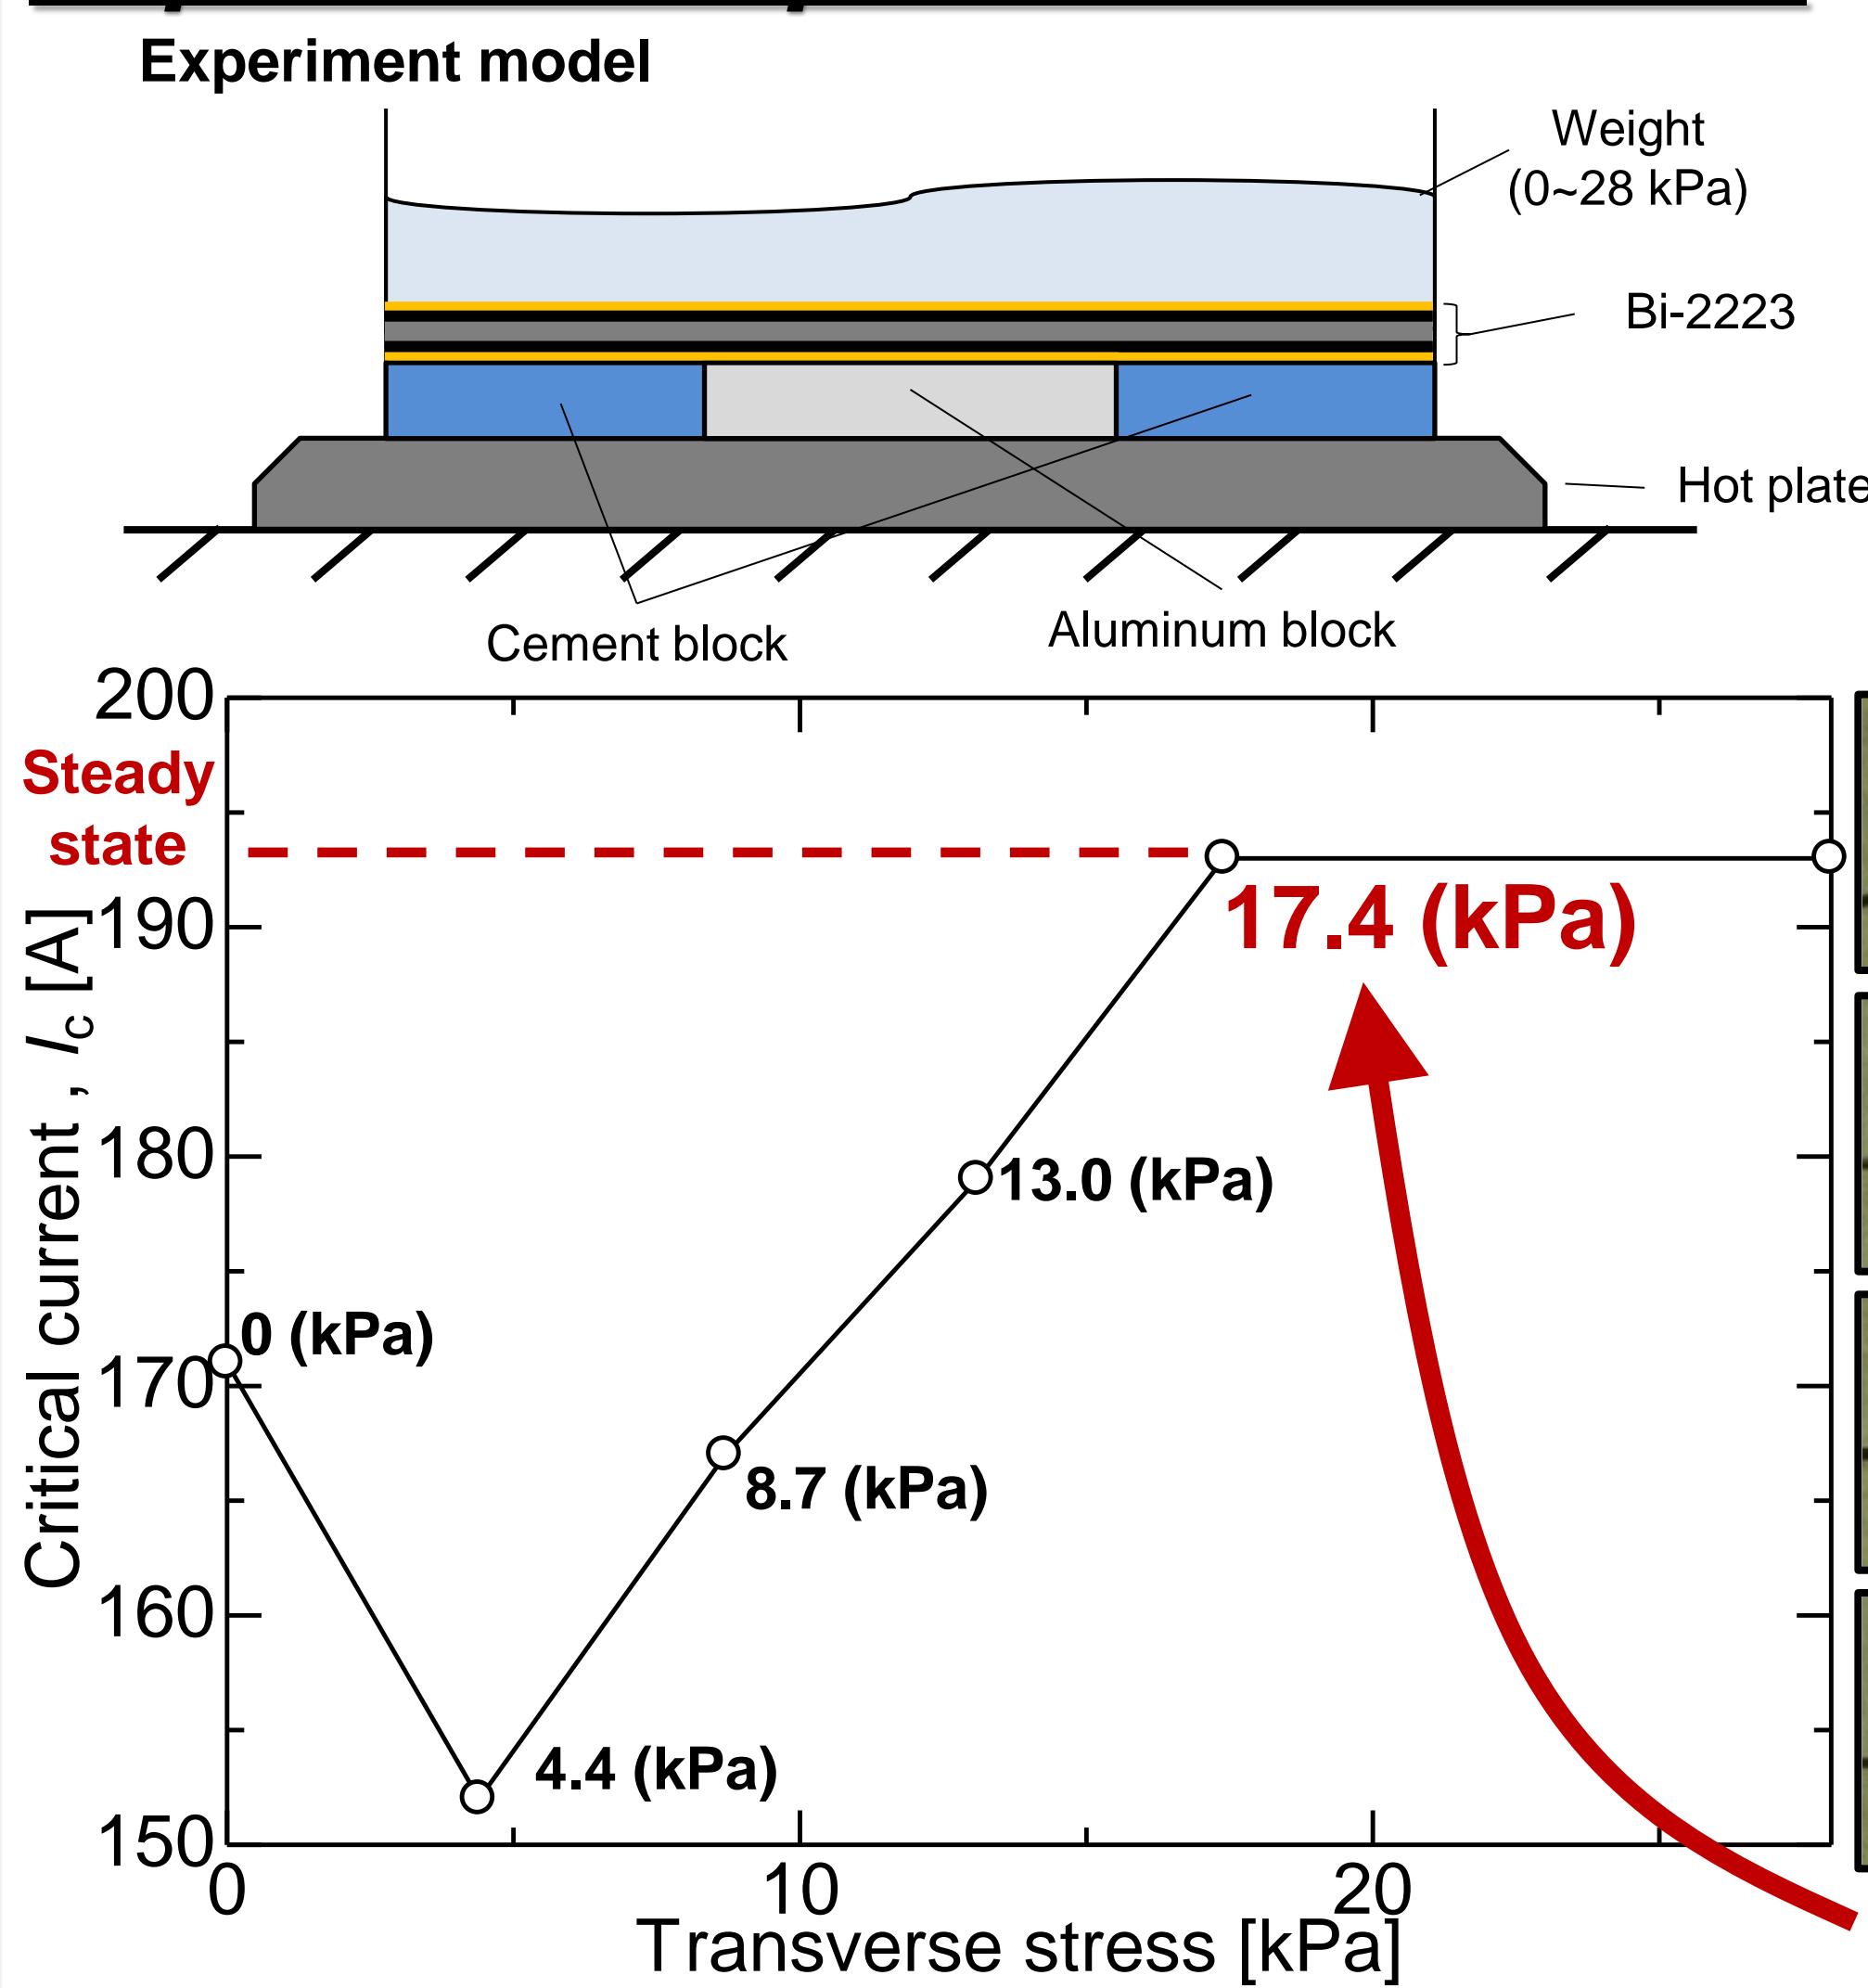 Experiment model
Weight
(0~28 kPa)
Bi-2223
Hot plate
Cement block
Aluminum block
200
Steady
state
190
180
170
160
150
Critical current , Ic [A]
17.4 (kPa)
13.0 (kPa)
0 (kPa)
8.7 (kPa)
4.4 (kPa)
0
10
20
Transverse stress [kPa]